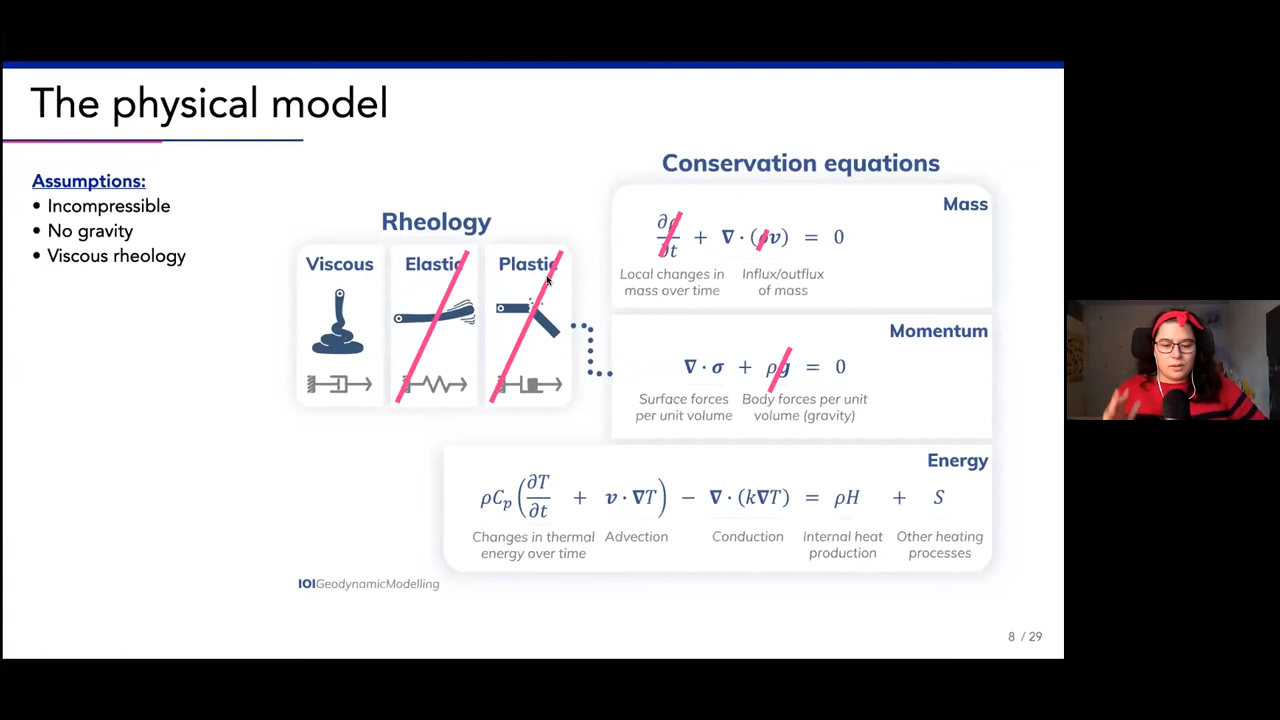 The physical model
Assumptions:
• Incompressible
• No gravity
• Viscous rheology
Rheology
Viscous
Elastic
Plastic
Conservation equations
Mass
∂ρ/∂t + ∇ · (ρv) = 0
Local changes in mass over time
Influx/outflux of mass
Momentum
∇ · σ + ρg = 0
Surface forces per unit volume
Body forces per unit volume (gravity)
Energy
ρCp(∂T/∂t + v · ∇T) − ∇ · (k∇T) = ρH + S
Changes in thermal energy over time
Advection
Conduction
Internal heat production
Other heating processes
IOIGeodynamicModelling
8 / 29